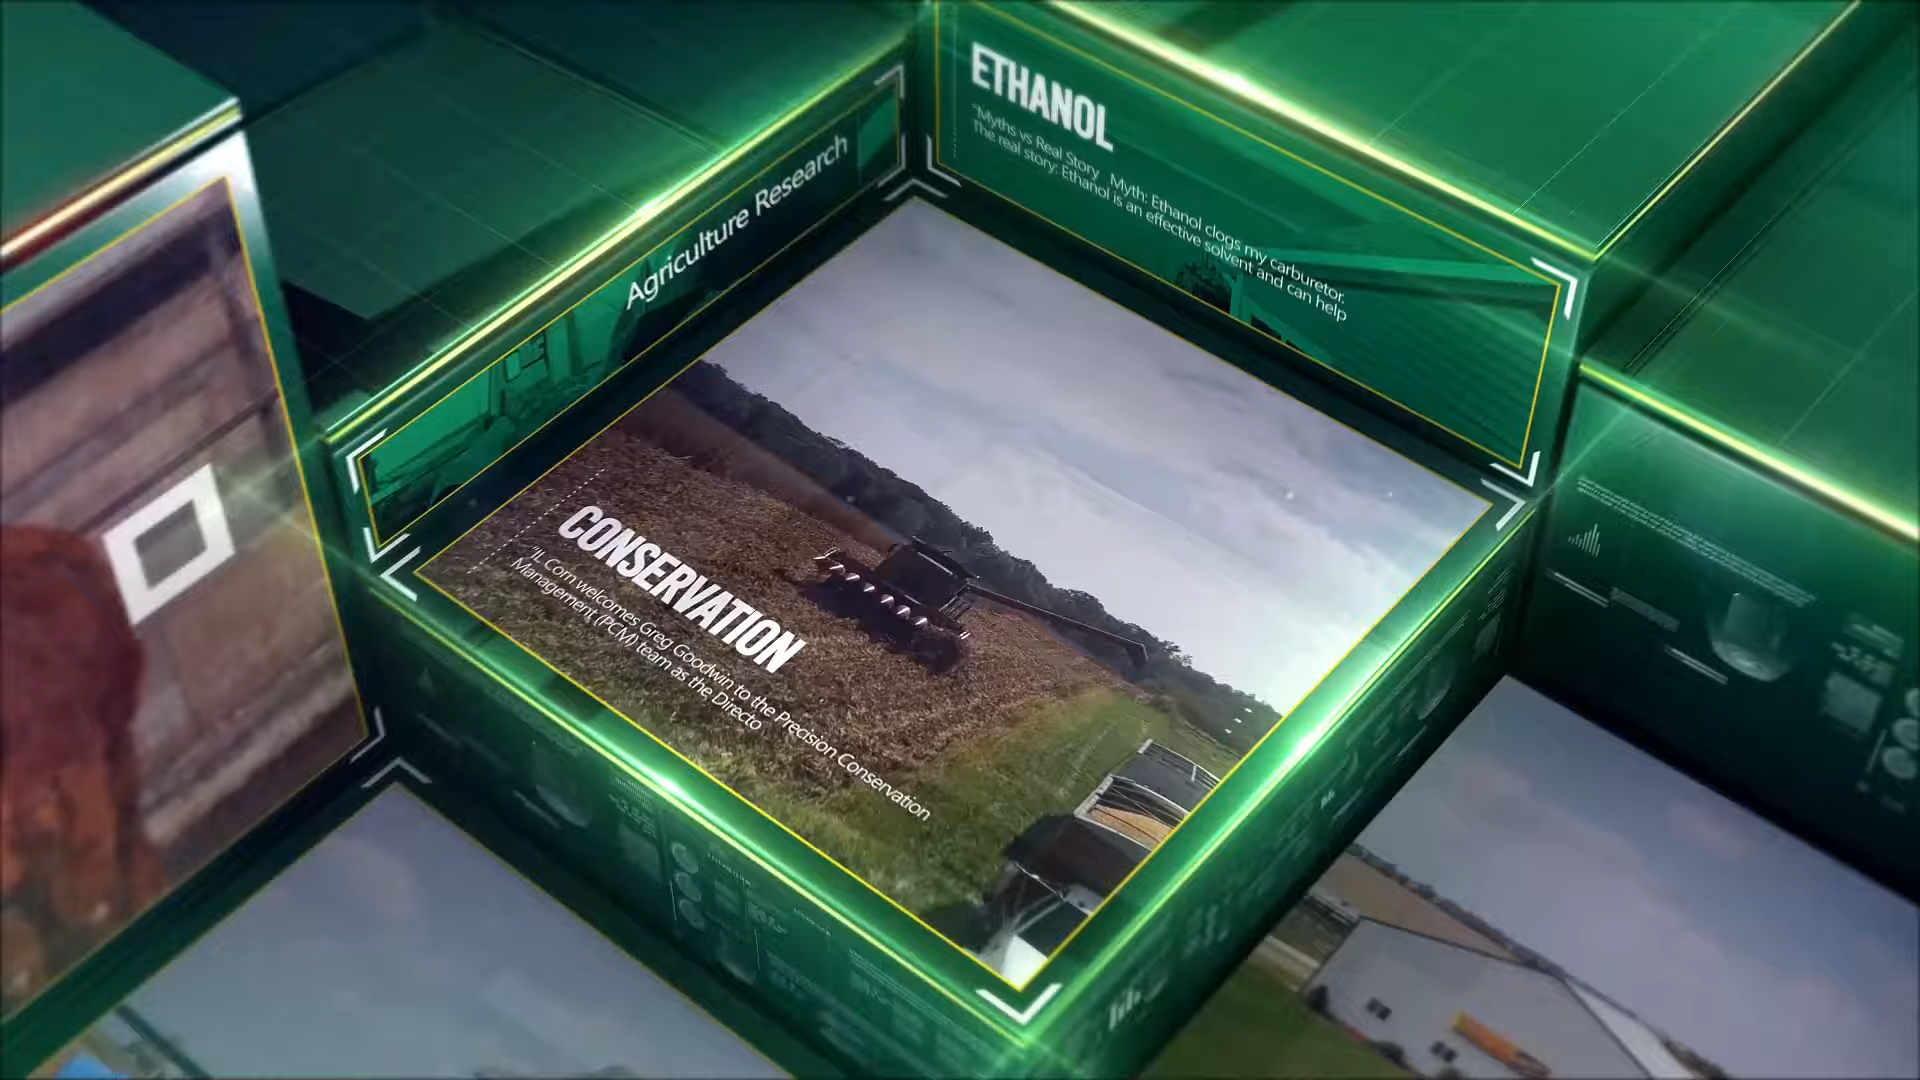 ETHANOL
"Myths vs Real Story Myth: Ethanol clogs my carburetor.
The real story: Ethanol is an effective solvent and can help
Agriculture Research
CONSERVATION
"IL Corn welcomes Greg Goodwin to the Precision Conservation
Management (PCM) team as the Directo